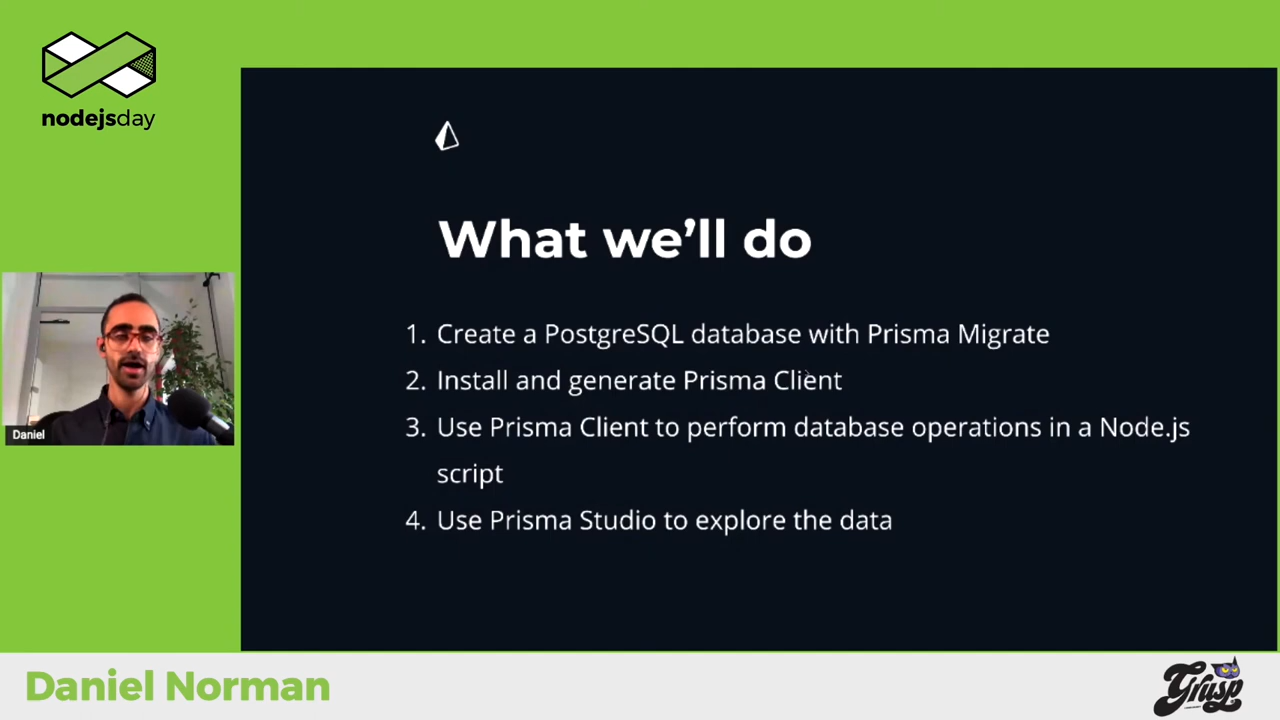 nodejsday
What we’ll do
1. Create a PostgreSQL database with Prisma Migrate
2. Install and generate Prisma Client
3. Use Prisma Client to perform database operations in a Node.js
script
4. Use Prisma Studio to explore the data
Daniel
Daniel Norman
Grusp